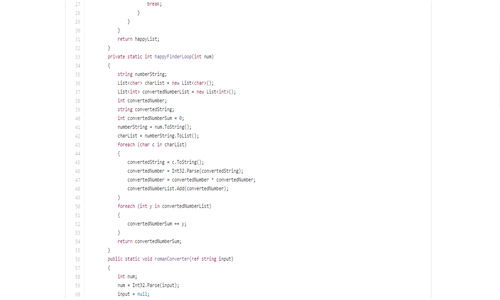 27 break;
28 }
29 }
30 }
31 return happyList;
32 }
33 private static int happyFinderLoop(int num)
34 {
35 string numberString;
36 List<char> charList = new List<char>();
37 List<int> convertedNumberList = new List<int>();
38 int convertedNumber;
39 string convertedString;
40 int convertedNumberSum = 0;
41 numberString = num.ToString();
42 charList = numberString.ToList();
43 foreach (char c in charList)
44 {
45 convertedString = c.ToString();
46 convertedNumber = Int32.Parse(convertedString);
47 convertedNumber = convertedNumber * convertedNumber;
48 convertedNumberList.Add(convertedNumber);
49 }
50 foreach (int y in convertedNumberList)
51 {
52 convertedNumberSum += y;
53 }
54 return convertedNumberSum;
55 }
56 public static void romanConverter(ref string input)
57 {
58 int num;
59 num = Int32.Parse(input);
60 input = null;